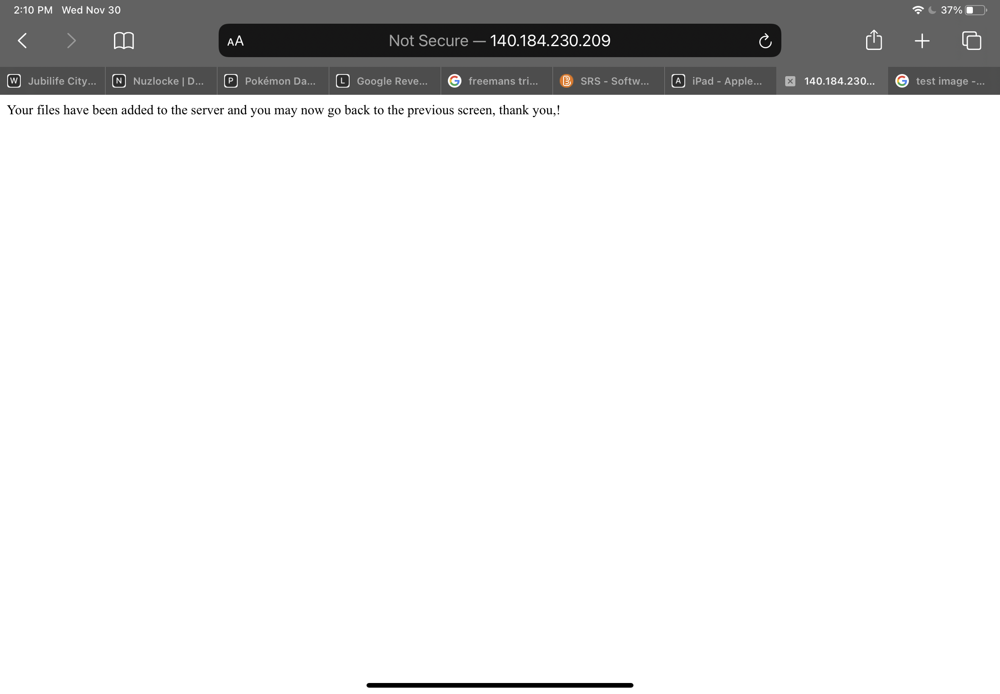 2:10 PM Wed Nov 30 37%
AA Not Secure — 140.184.230.209
W Jubilife City... N Nuzlocke | D... P Pokémon Da... L Google Reve... G freemans tri... B SRS - Softw... A iPad - Apple... 140.184.230... G test image -...
Your files have been added to the server and you may now go back to the previous screen, thank you,!